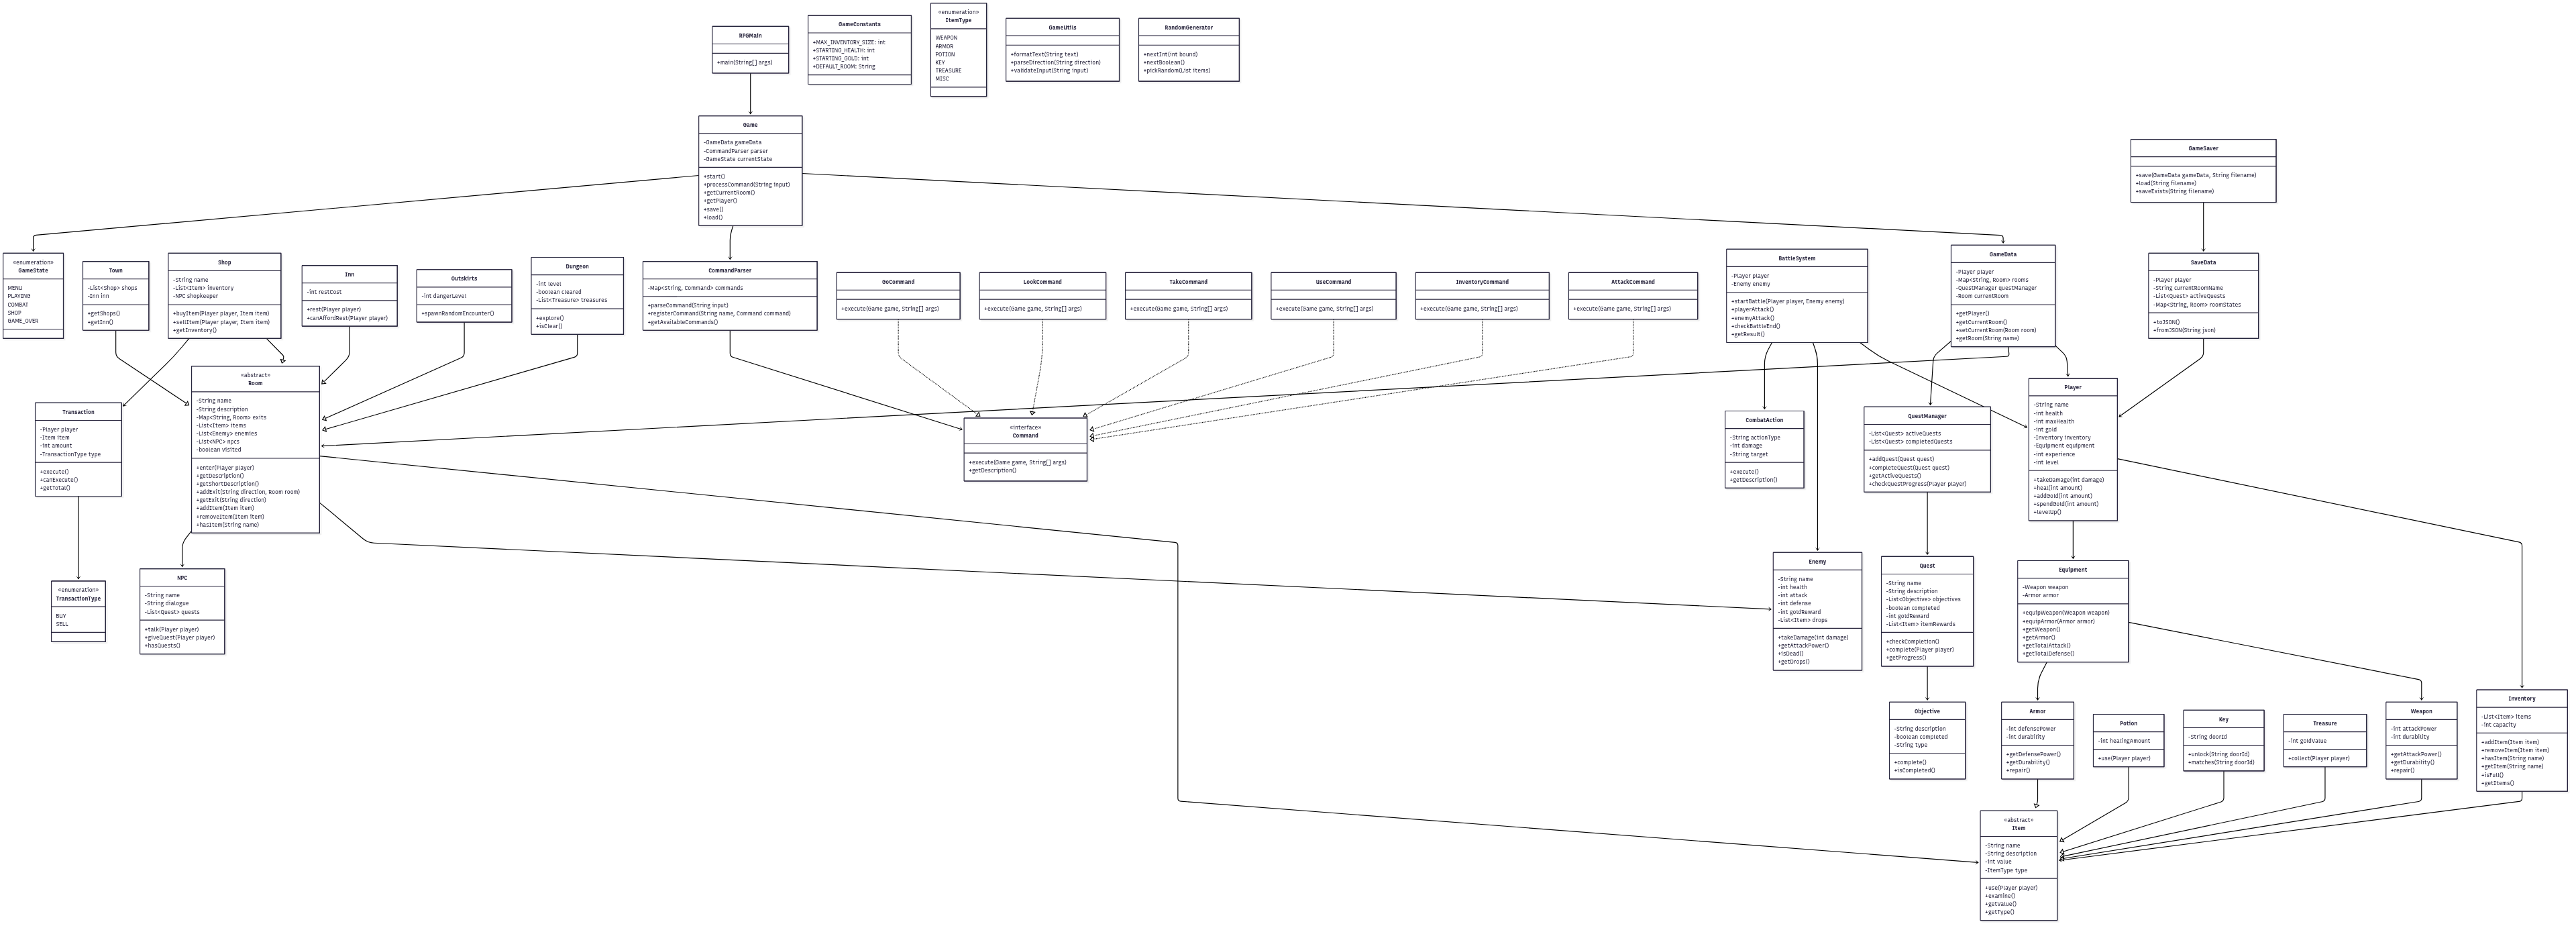 RPGMain
+main(String[] args)
GameConstants
+MAX_INVENTORY_SIZE: int
+STARTING_HEALTH: int
+STARTING_GOLD: int
+DEFAULT_ROOM: String
«enumeration»
ItemType
WEAPON
ARMOR
POTION
KEY
TREASURE
MISC
GameUtils
+formatText(String text)
+parseDirection(String direction)
+validateInput(String input)
RandomGenerator
+nextInt(int bound)
+nextBoolean()
+pickRandom(List items)
Game
-GameData gameData
-CommandParser parser
-GameState currentState
+start()
+processCommand(String input)
+getCurrentRoom()
+getPlayer()
+save()
+load()
GameSaver
+save(GameData gameData, String filename)
+load(String filename)
+saveExists(String filename)
«enumeration»
GameState
MENU
PLAYING
COMBAT
SHOP
GAME_OVER
Town
-List<Shop> shops
-Inn inn
+getShops()
+getInn()
Shop
-String name
-List<Item> inventory
-NPC shopkeeper
+buyItem(Player player, Item item)
+sellItem(Player player, Item item)
+getInventory()
Inn
-int restCost
+rest(Player player)
+canAffordRest(Player player)
Outskirts
-int dangerLevel
+spawnRandomEncounter()
Dungeon
-int level
-boolean cleared
-List<Treasure> treasures
+explore()
+isClear()
CommandParser
-Map<String, Command> commands
+parseCommand(String input)
+registerCommand(String name, Command command)
+getAvailableCommands()
GoCommand
+execute(Game game, String[] args)
LookCommand
+execute(Game game, String[] args)
TakeCommand
+execute(Game game, String[] args)
UseCommand
+execute(Game game, String[] args)
InventoryCommand
+execute(Game game, String[] args)
AttackCommand
+execute(Game game, String[] args)
BattleSystem
-Player player
-Enemy enemy
+startBattle(Player player, Enemy enemy)
+playerAttack()
+enemyAttack()
+checkBattleEnd()
+getResult()
GameData
-Player player
-Map<String, Room> rooms
-QuestManager questManager
-Room currentRoom
+getPlayer()
+getCurrentRoom()
+setCurrentRoom(Room room)
+getRoom(String name)
SaveData
-Player player
-String currentRoomName
-List<Quest> activeQuests
-Map<String, Room> roomStates
+toJSON()
+fromJSON(String json)
Transaction
-Player player
-Item item
-int amount
-TransactionType type
+execute()
+canExecute()
+getTotal()
«abstract»
Room
-String name
-String description
-Map<String, Room> exits
-List<Item> items
-List<Enemy> enemies
-List<NPC> npcs
-boolean visited
+enter(Player player)
+getDescription()
+getShortDescription()
+addExit(String direction, Room room)
+getExit(String direction)
+addItem(Item item)
+removeItem(Item item)
+hasItem(String name)
«interface»
Command
+execute(Game game, String[] args)
+getDescription()
CombatAction
-String actionType
-int damage
-String target
+execute()
+getDescription()
QuestManager
-List<Quest> activeQuests
-List<Quest> completedQuests
+addQuest(Quest quest)
+completeQuest(Quest quest)
+getActiveQuests()
+checkQuestProgress(Player player)
Player
-String name
-int health
-int maxHealth
-int gold
-Inventory inventory
-Equipment equipment
-int experience
-int level
+takeDamage(int damage)
+heal(int amount)
+addGold(int amount)
+spendGold(int amount)
+levelUp()
«enumeration»
TransactionType
BUY
SELL
NPC
-String name
-String dialogue
-List<Quest> quests
+talk(Player player)
+giveQuest(Player player)
+hasQuests()
Enemy
-String name
-int health
-int attack
-int defense
-int goldReward
-List<Item> drops
+takeDamage(int damage)
+getAttackPower()
+isDead()
+getDrops()
Quest
-String name
-String description
-List<Objective> objectives
-boolean completed
-int goldReward
-List<Item> itemRewards
+checkCompletion()
+complete(Player player)
+getProgress()
Equipment
-Weapon weapon
-Armor armor
+equipWeapon(Weapon weapon)
+equipArmor(Armor armor)
+getWeapon()
+getArmor()
+getTotalAttack()
+getTotalDefense()
Objective
-String description
-boolean completed
-String type
+complete()
+isCompleted()
Armor
-int defensePower
-int durability
+getDefensePower()
+getDurability()
+repair()
Potion
-int healingAmount
+use(Player player)
Key
-String doorId
+unlock(String doorId)
+matches(String doorId)
Treasure
-int goldValue
+collect(Player player)
Weapon
-int attackPower
-int durability
+getAttackPower()
+getDurability()
+repair()
Inventory
-List<Item> items
-int capacity
+addItem(Item item)
+removeItem(Item item)
+hasItem(String name)
+getItem(String name)
+isFull()
+getItems()
«abstract»
Item
-String name
-String description
-int value
-ItemType type
+use(Player player)
+examine()
+getValue()
+getType()